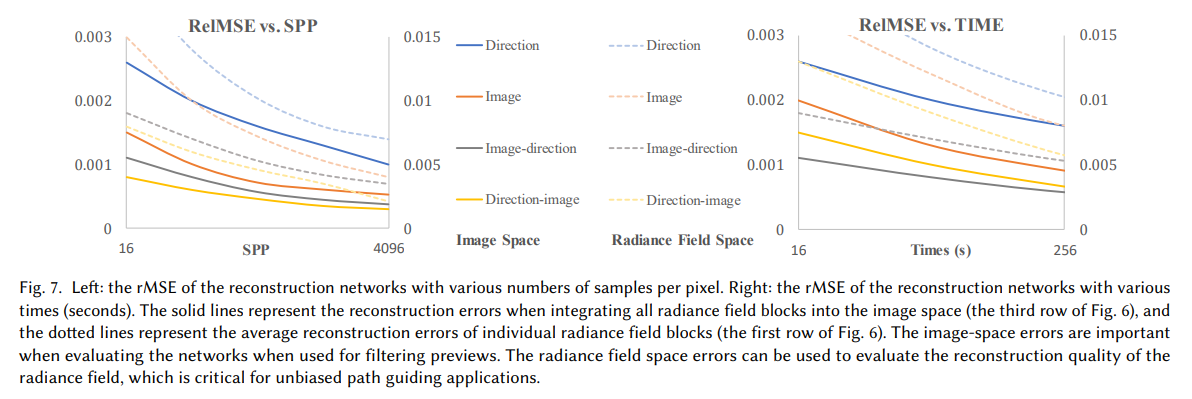 RelMSE vs. SPP
0.003
0.002
0.001
0
0.015
0.01
0.005
0
16
SPP
4096
Direction
Image
Image-direction
Direction-image
Image Space
Direction
Image
Image-direction
Direction-image
Radiance Field Space
RelMSE vs. TIME
0.003
0.002
0.001
0
0.015
0.01
0.005
0
16
Times (s)
256
Fig. 7. Left: the rMSE of the reconstruction networks with various numbers of samples per pixel. Right: the rMSE of the reconstruction networks with various
times (seconds). The solid lines represent the reconstruction errors when integrating all radiance field blocks into the image space (the third row of Fig. 6), and
the dotted lines represent the average reconstruction errors of individual radiance field blocks (the first row of Fig. 6). The image-space errors are important
when evaluating the networks when used for filtering previews. The radiance field space errors can be used to evaluate the reconstruction quality of the
radiance field, which is critical for unbiased path guiding applications.